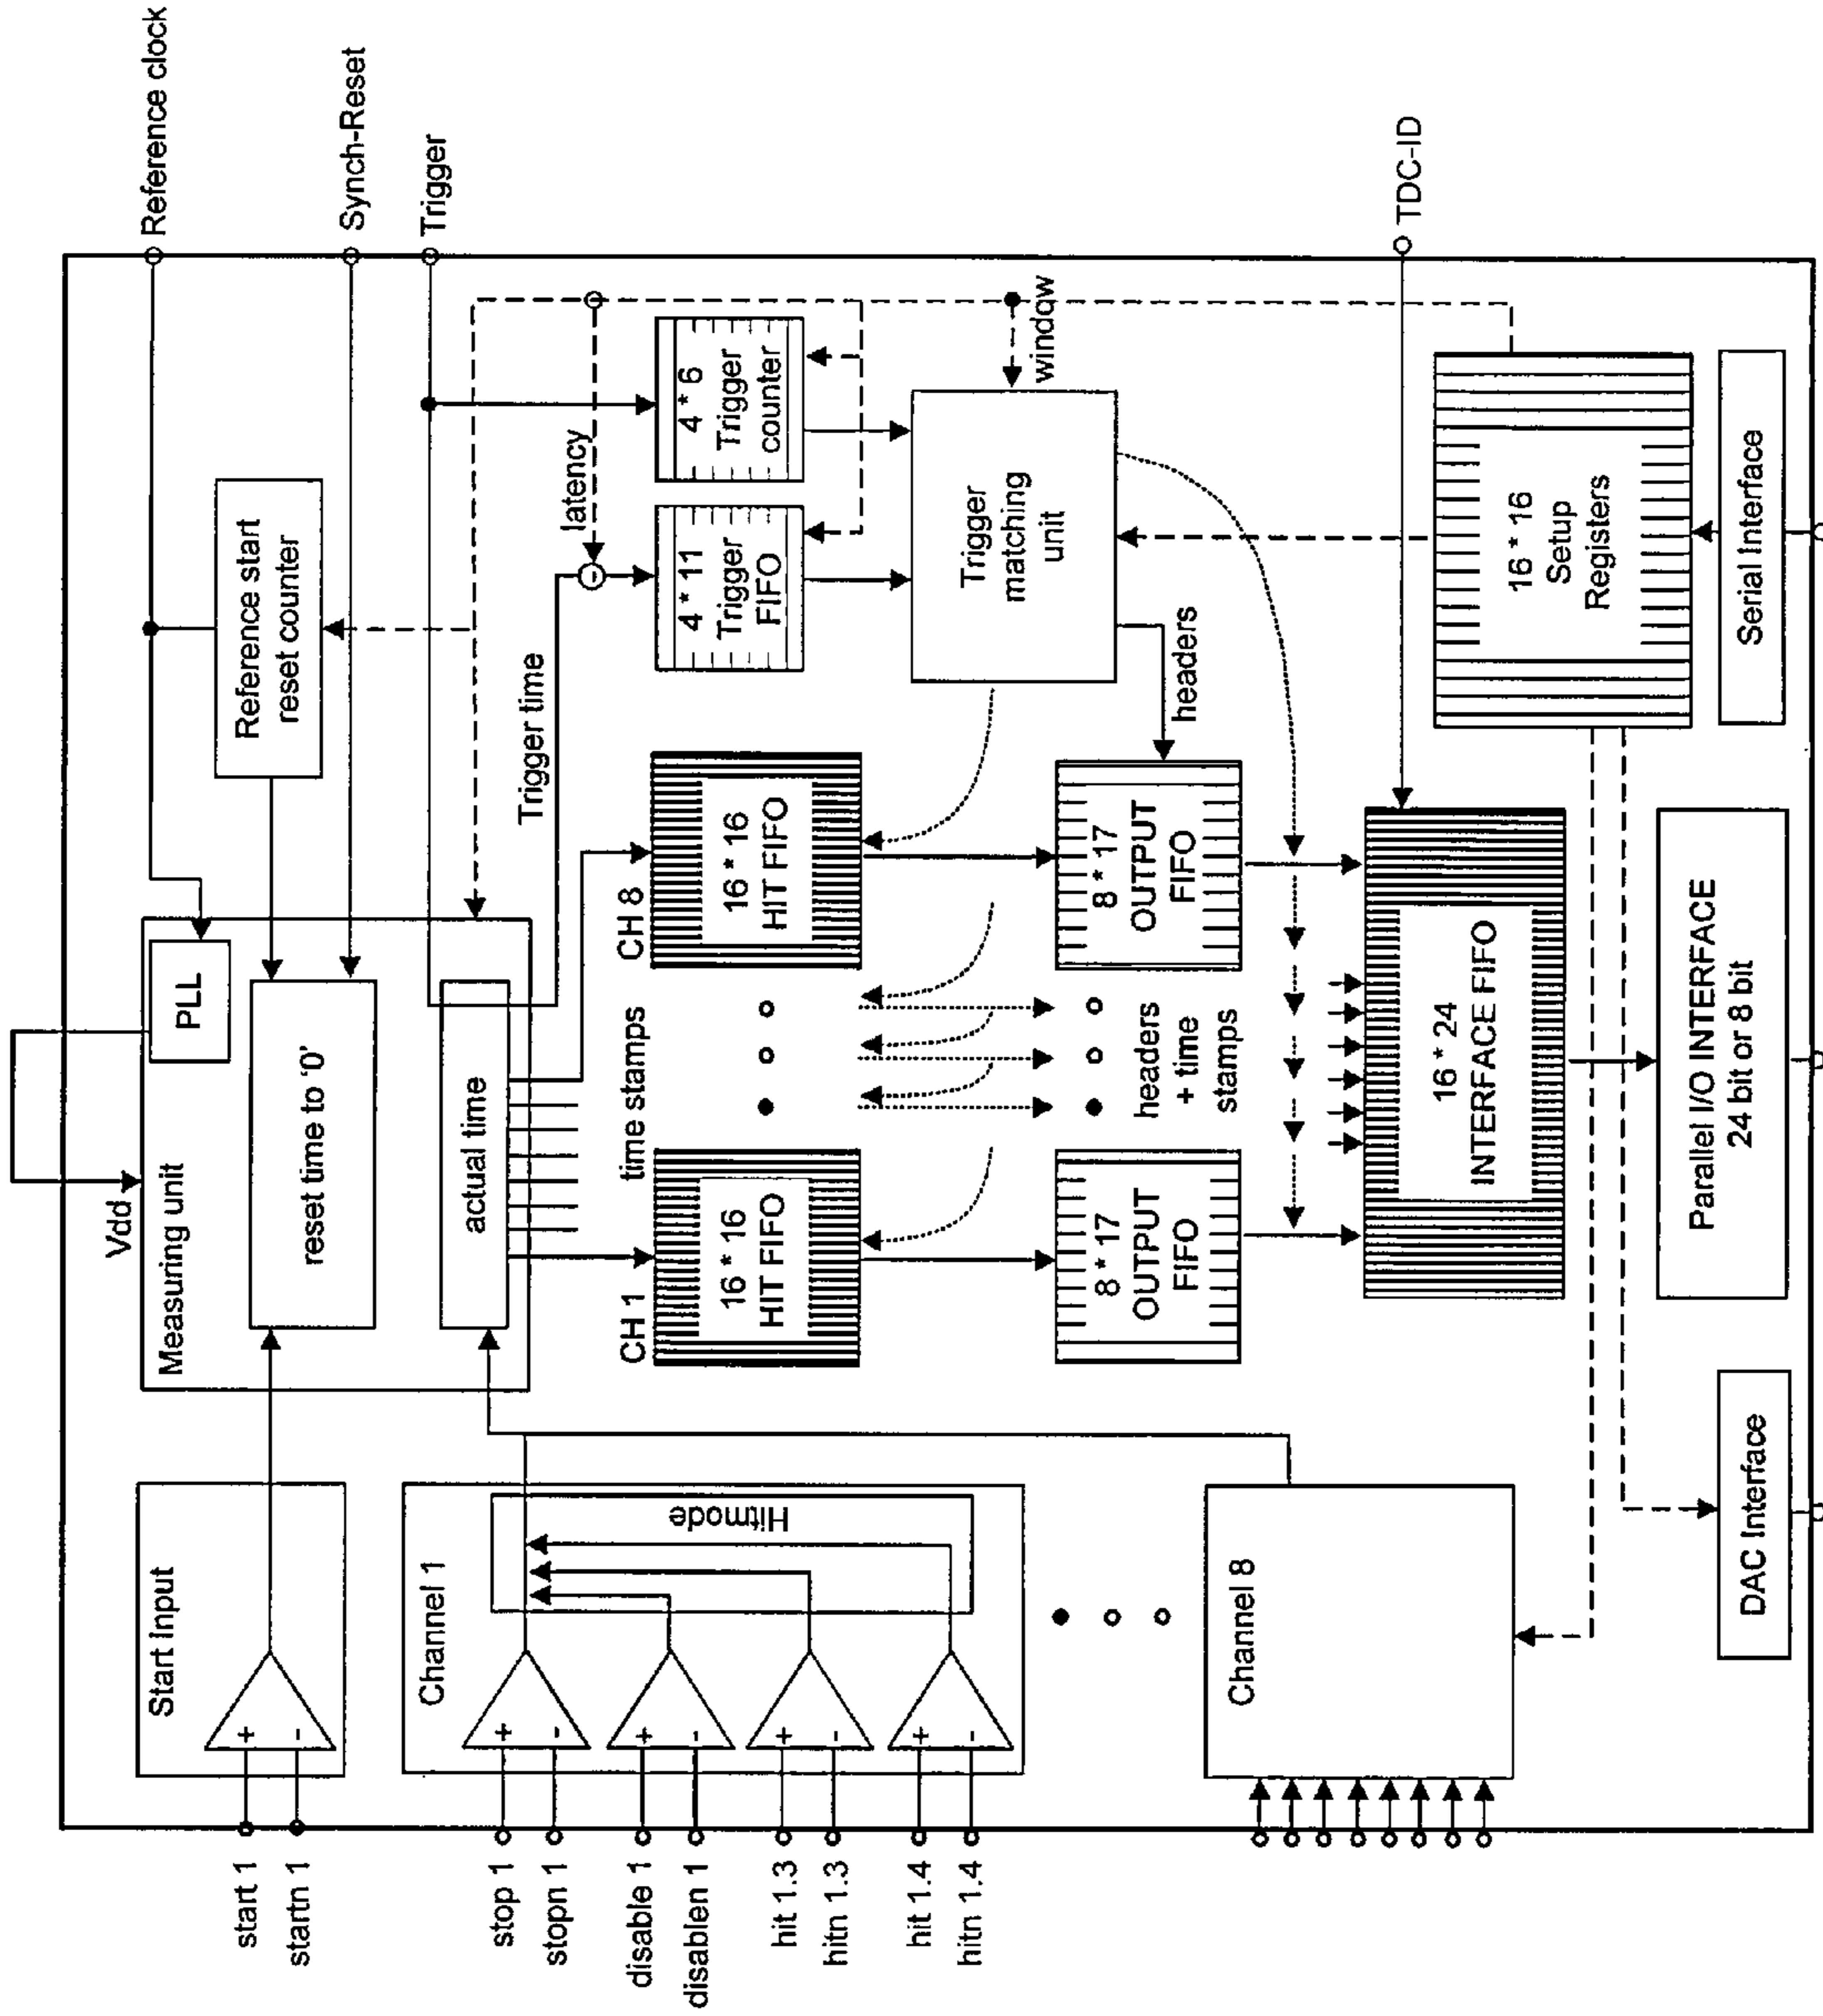 Reference clock
Synch-Reset
Trigger
TDC-ID
Vdd
Measuring unit
PLL
reset time to '0'
actual time
Reference start
reset counter
Start Input
+
-
start 1
startn 1
Channel 1
Hitmode
+
-
+
-
+
-
+
-
stop 1
stopn 1
disable 1
disablen 1
hit 1.3
hitn 1.3
hit 1.4
hitn 1.4
Channel 8
Trigger time
latency
-
time stamps
CH 1
16 * 16
HIT FIFO
CH 8
16 * 16
HIT FIFO
4 * 11
Trigger
FIFO
4 * 6
Trigger
counter
Trigger
matching
unit
window
headers
8 * 17
OUTPUT
FIFO
headers
+ time
stamps
8 * 17
OUTPUT
FIFO
16 * 24
INTERFACE FIFO
16 * 16
Setup
Registers
DAC Interface
Parallel I/O INTERFACE
24 bit or 8 bit
Serial Interface